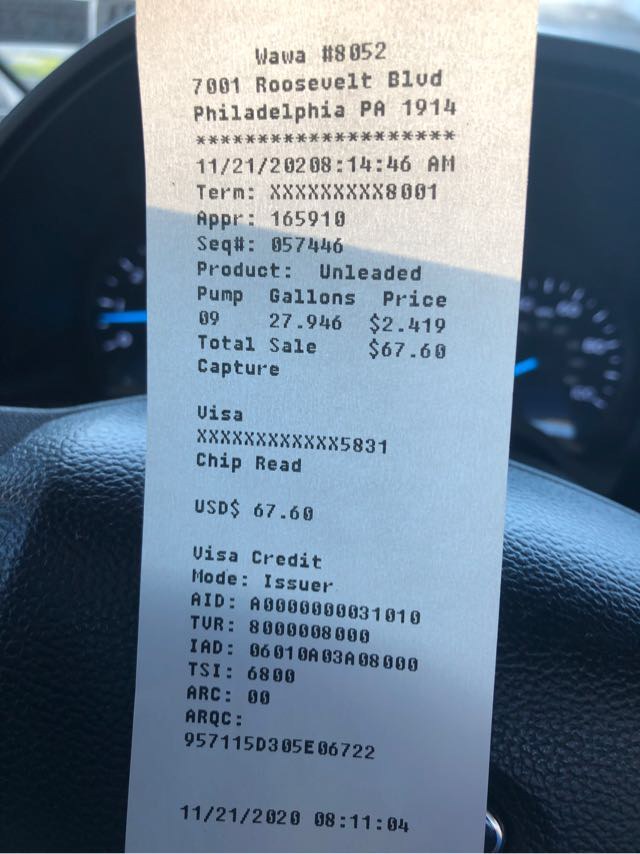 Wawa #8052
7001 Roosevelt Blvd
Philadelphia PA 1914
*********************
11/21/20208:14:46 AM
Term: XXXXXXXXX8001
Appr: 165910
Seq#: 057446
Product: Unleaded
Pump Gallons Price
09 27.946 $2.419
Total Sale $67.60
Capture
Visa
XXXXXXXXXXXX5831
Chip Read
USD$ 67.60
Visa Credit
Mode: Issuer
AID: A0000000031010
TVR: 8000008000
IAD: 06010A03A08000
TSI: 6800
ARC: 00
ARQC:
957115D305E06722
11/21/2020 08:11:04